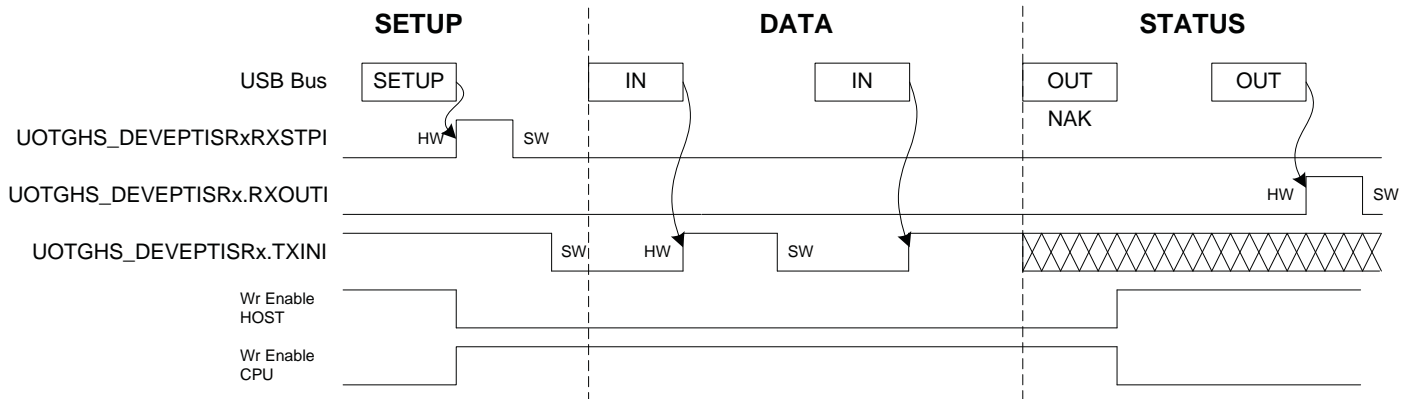 SETUP DATA STATUS
USB Bus SETUP IN IN OUT OUT
NAK
UOTGHS_DEVEPTISRxRXSTPI HW SW
UOTGHS_DEVEPTISRx.RXOUTI HW SW
UOTGHS_DEVEPTISRx.TXINI SW HW SW
Wr Enable
HOST
Wr Enable
CPU